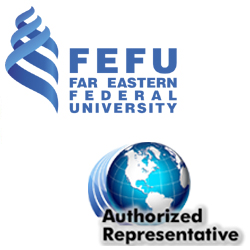 FEFU
FAR EASTERN
FEDERAL
UNIVERSITY
Authorized
Representative